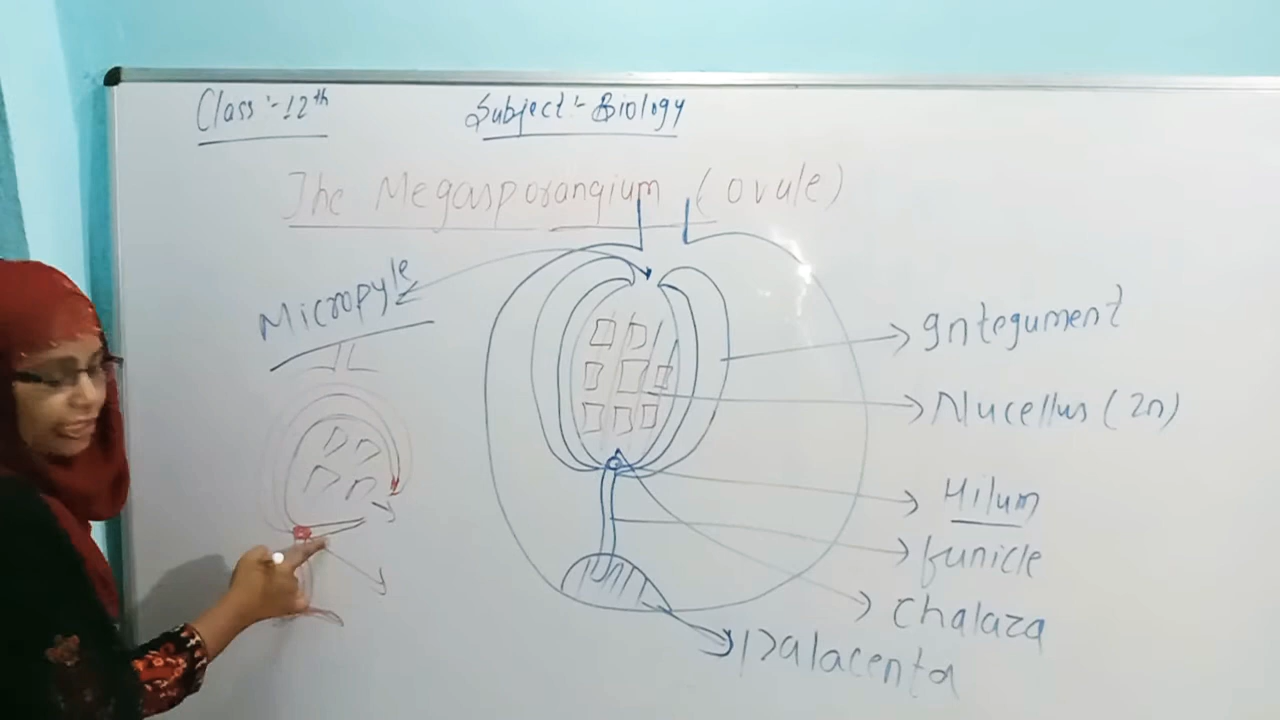 Class :- 12th
Subject :- Biology
The Megasporangium (ovule)
Micropyle
Integument
Nucellus (2n)
Hilum
funicle
Chalaza
Palacenta